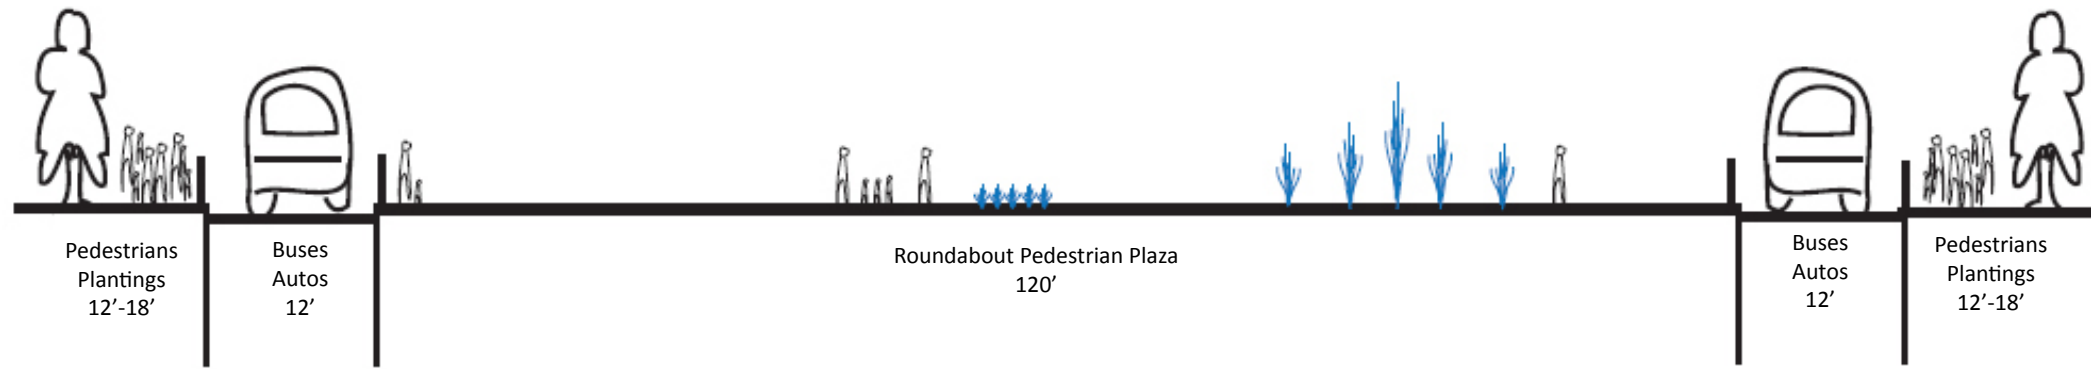 Pedestrians
Plantings
12’-18’
Buses
Autos
12’
Roundabout Pedestrian Plaza
120’
Buses
Autos
12’
Pedestrians
Plantings
12’-18’